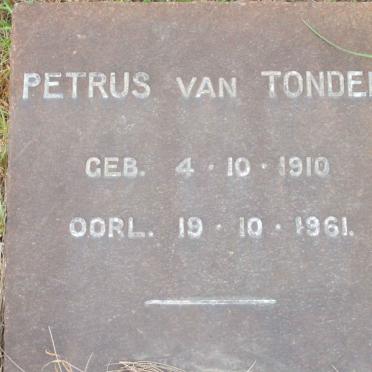 PETRUS VAN TONDE
GEB. 4 · 10 · 1910
OORL. 19 · 10 · 1961.